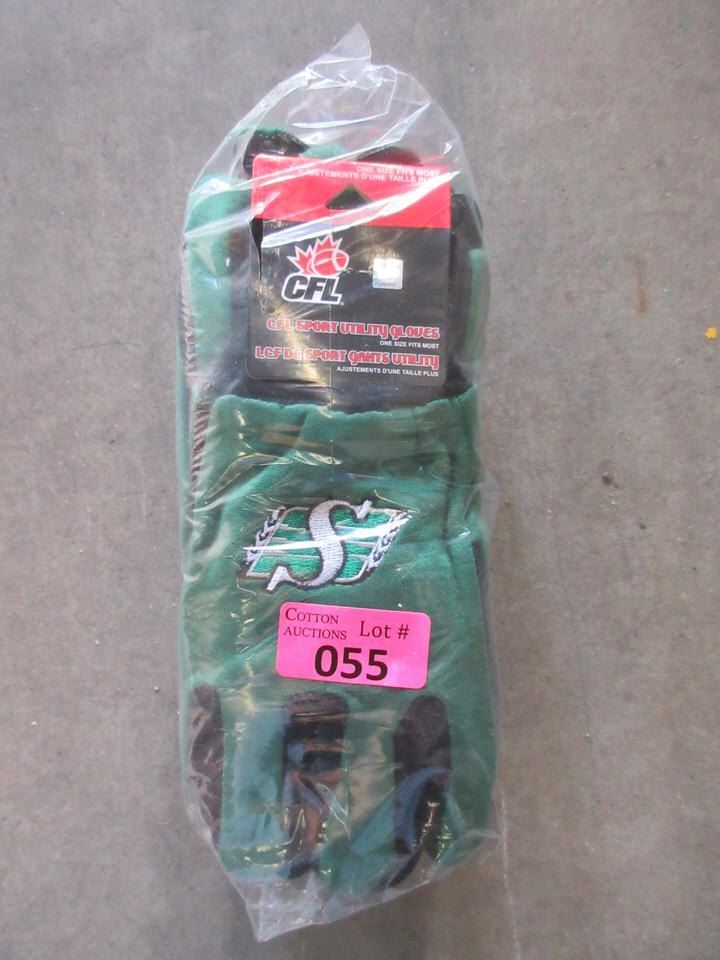 ONE SIZE FITS MOST
AJUSTEMENTS D'UNE TAILLE PLUS
CFL
CFL SPORT UTILITY GLOVES
ONE SIZE FITS MOST
LCF DE SPORT GANTS UTILITY
AJUSTEMENTS D'UNE TAILLE PLUS
S
COTTON
AUCTIONS Lot #
055